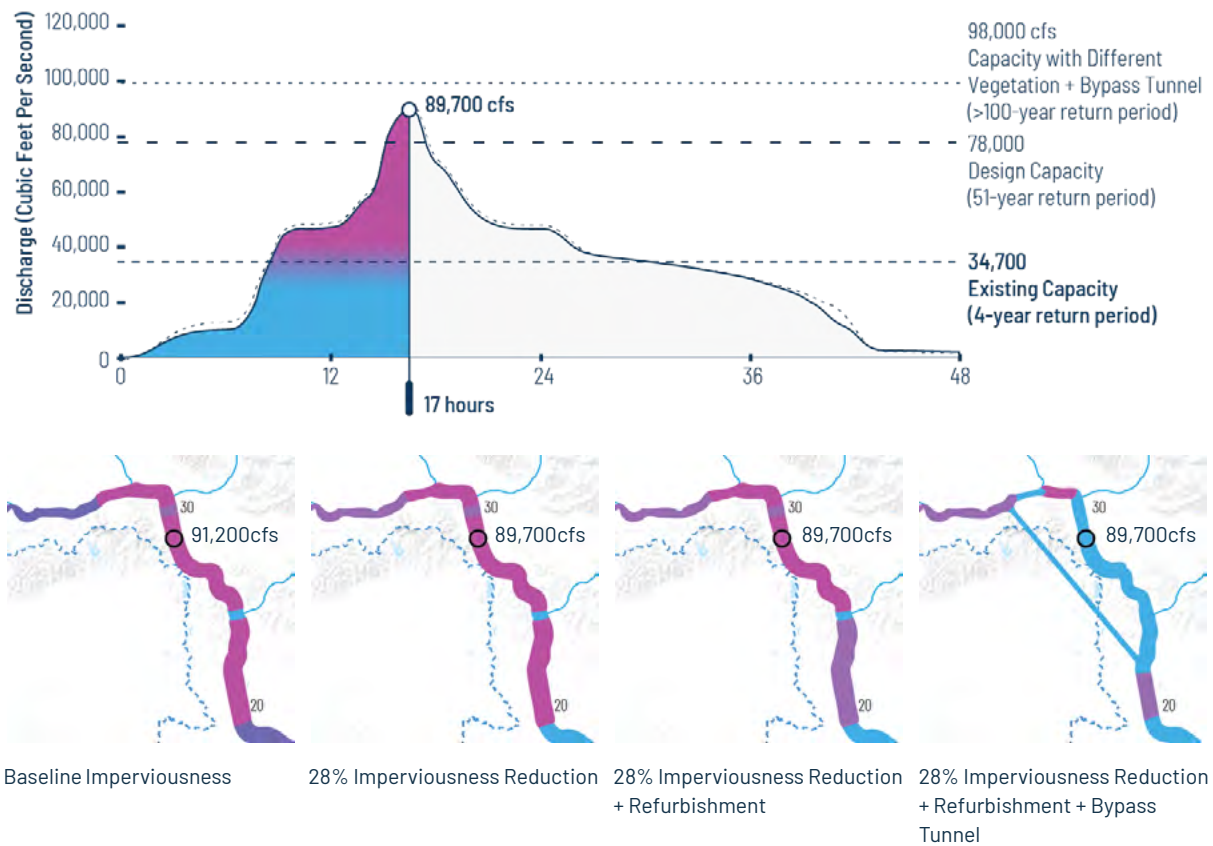 Discharge (Cubic Feet Per Second)
120,000
100,000
80,000
60,000
40,000
20,000
0
89,700 cfs
98,000 cfs
Capacity with Different
Vegetation + Bypass Tunnel
(>100-year return period)
78,000
Design Capacity
(51-year return period)
34,700
Existing Capacity
(4-year return period)
0
12
24
36
48
17 hours
30
91,200cfs
20
30
89,700cfs
20
30
89,700cfs
20
30
89,700cfs
20
Baseline Imperviousness
28% Imperviousness Reduction
28% Imperviousness Reduction
+ Refurbishment
28% Imperviousness Reduction
+ Refurbishment + Bypass
Tunnel